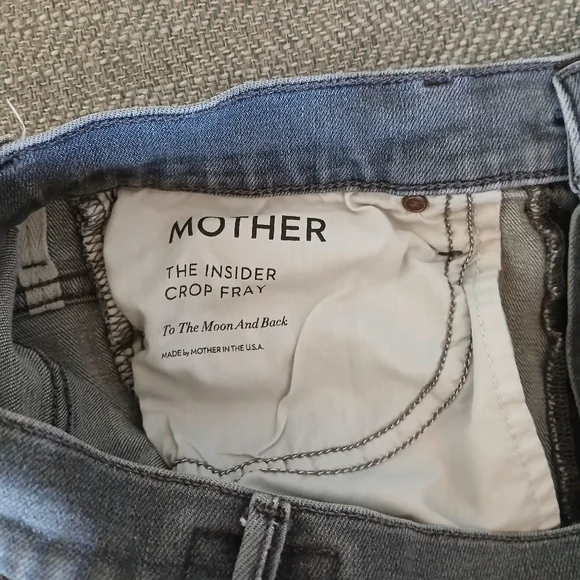 MOTHER
THE INSIDER
CROP FRAY
To The Moon And Back
MADE by MOTHER IN THE U.S.A.